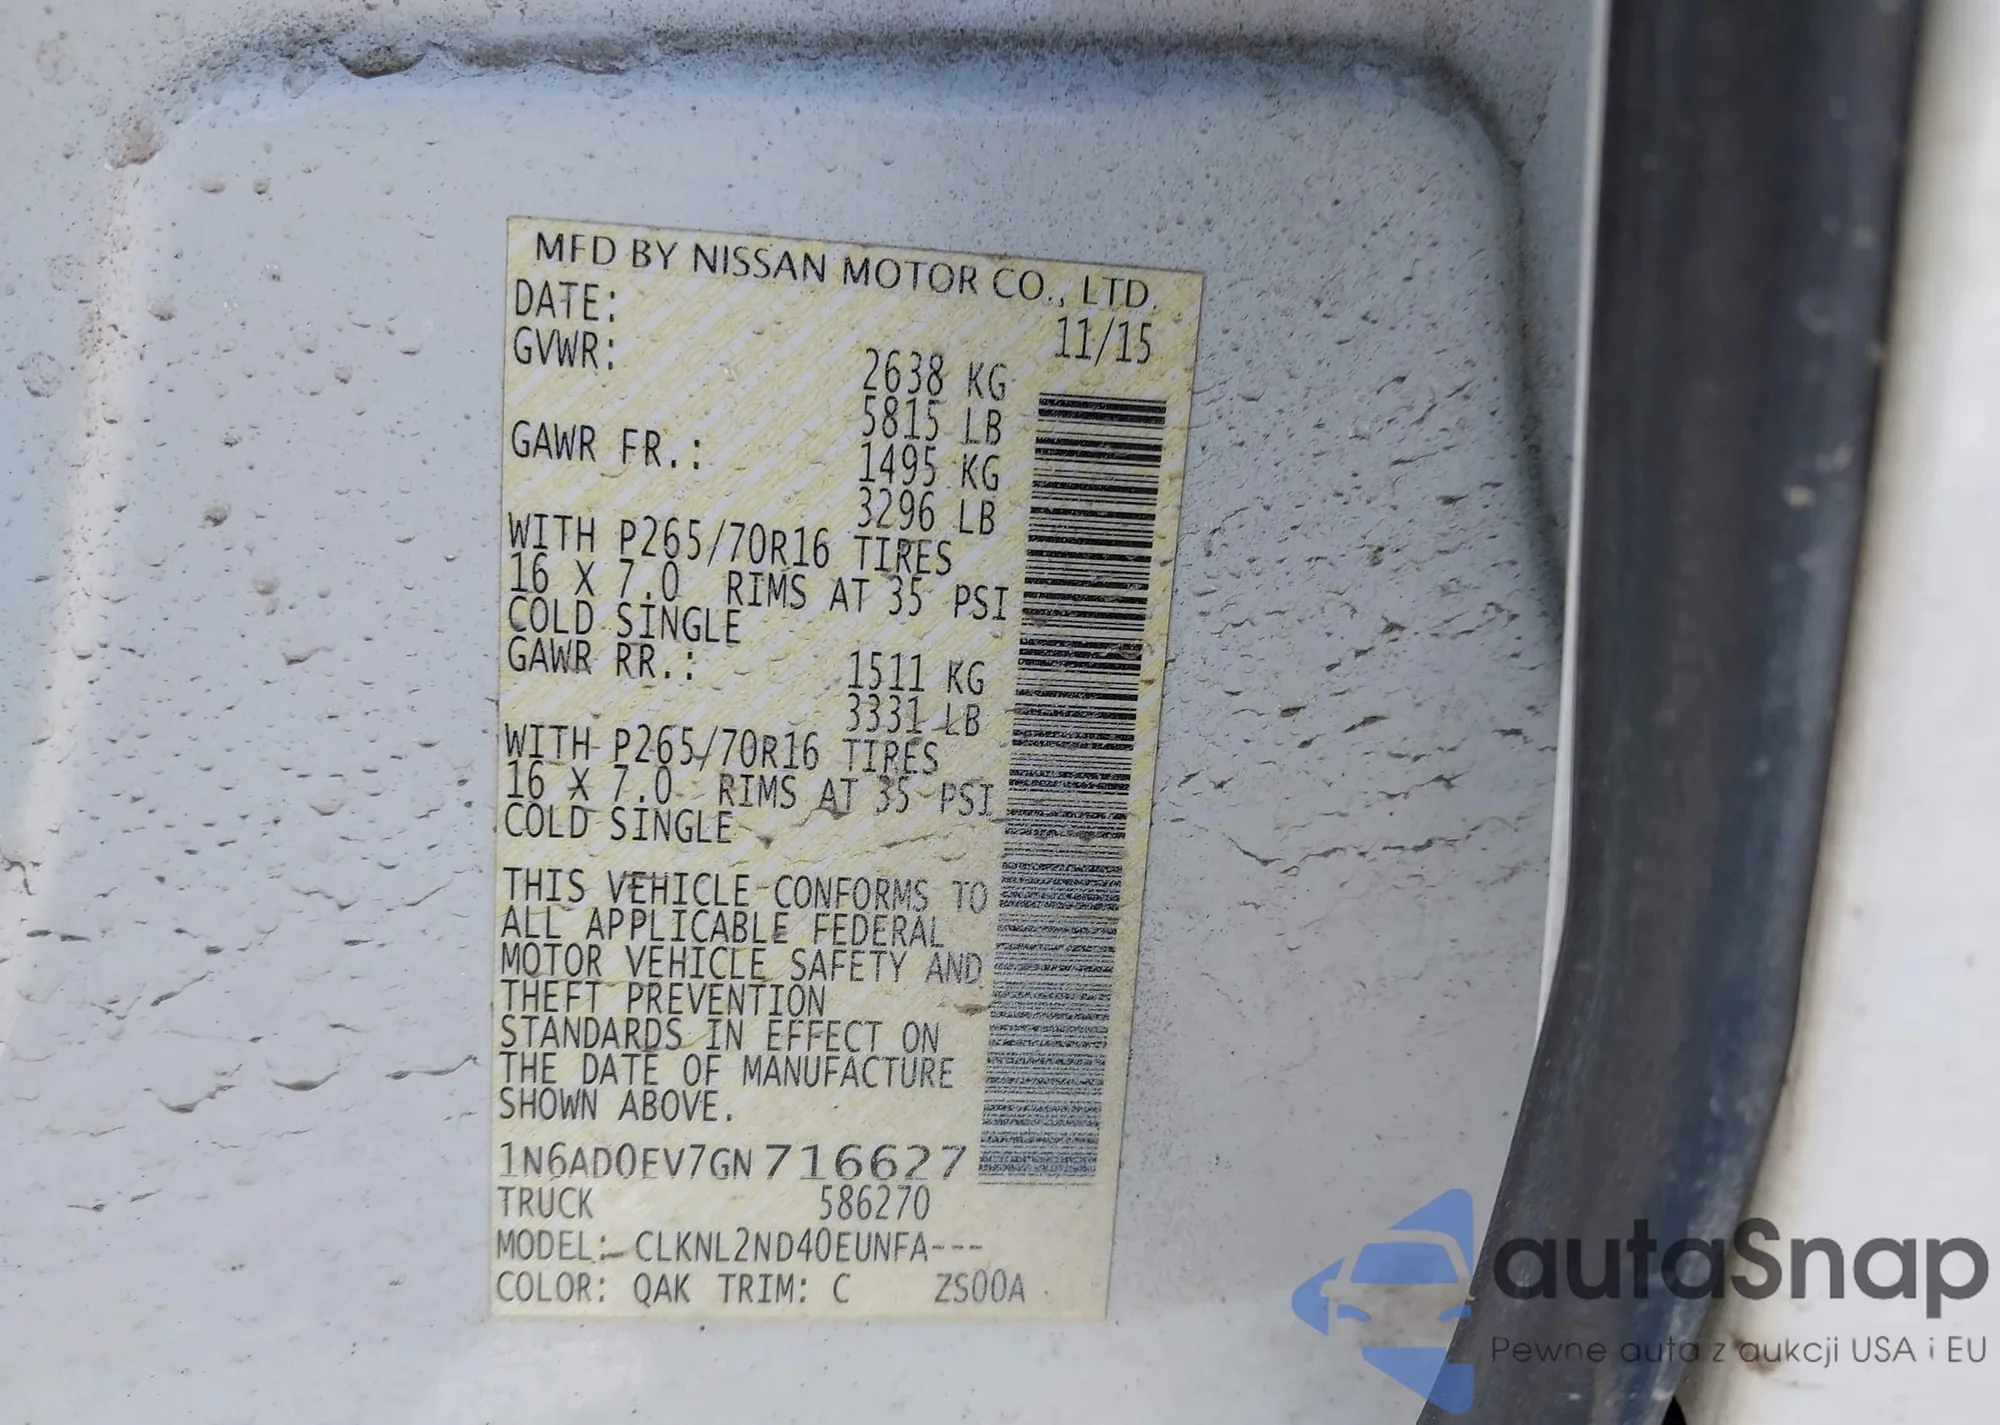 MFD BY NISSAN MOTOR CO., LTD.
DATE: 11/15
GVWR: 2638 KG
5815 LB
GAWR FR.: 1495 KG
3296 LB
WITH P265/70R16 TIRES
16 X 7.0 RIMS AT 35 PSI
COLD SINGLE
GAWR RR.: 1511 KG
3331 LB
WITH P265/70R16 TIRES
16 X 7.0 RIMS AT 35 PSI
COLD SINGLE
THIS VEHICLE CONFORMS TO
ALL APPLICABLE FEDERAL
MOTOR VEHICLE SAFETY AND
THEFT PREVENTION
STANDARDS IN EFFECT ON
THE DATE OF MANUFACTURE
SHOWN ABOVE.
1N6AD0EV7GN716627
TRUCK 586270
MODEL: CLKNL2ND40EUNFA---
COLOR: QAK TRIM: C ZS00A
autaSnap
Pewne auta z aukcji USA i EU